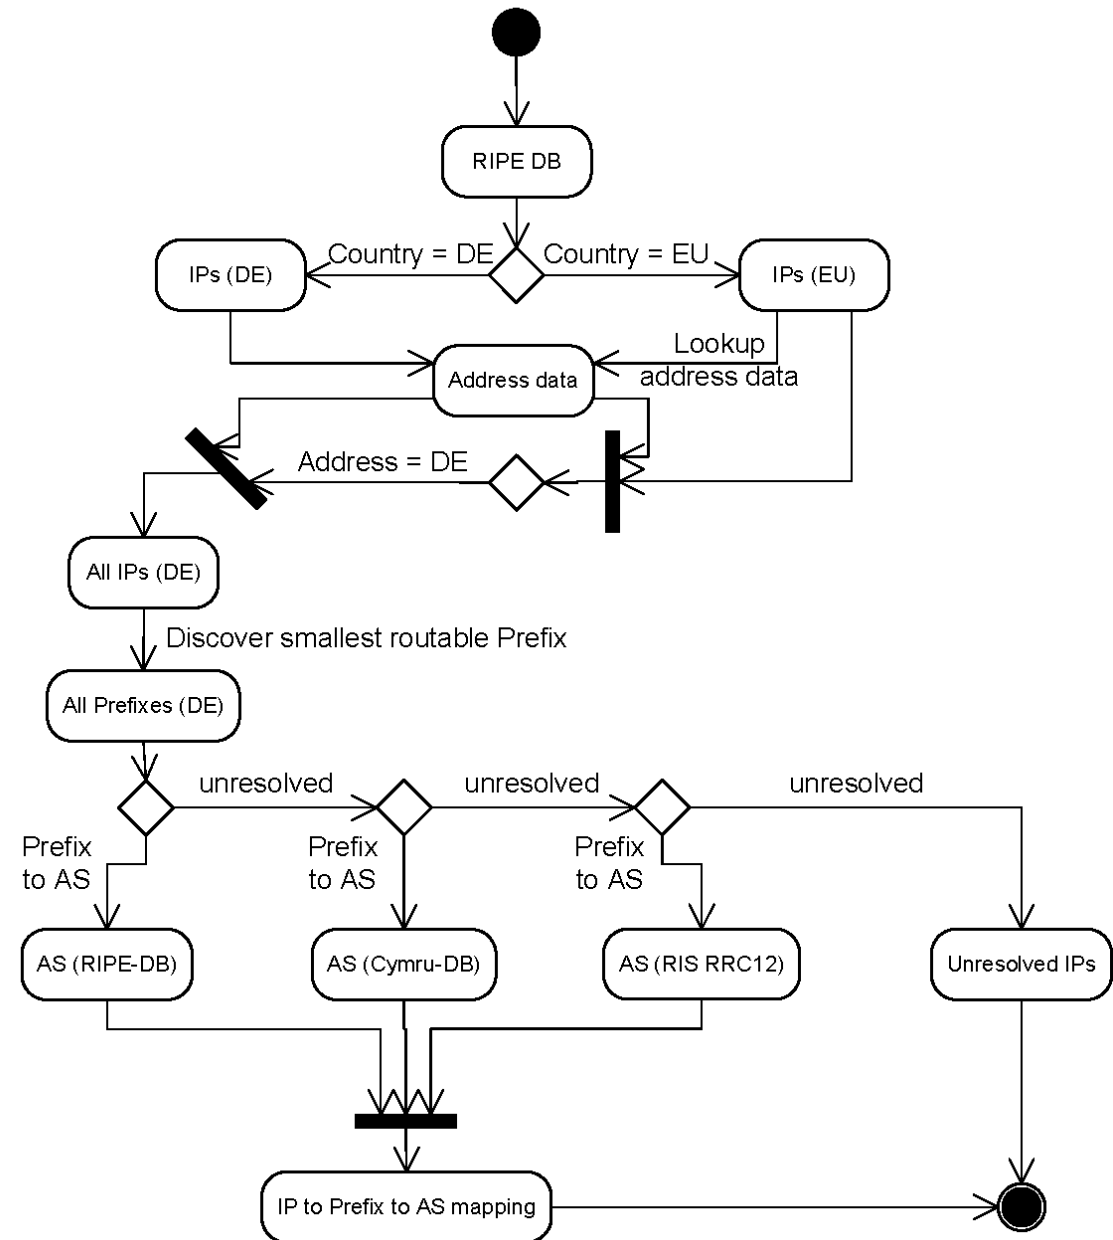 RIPE DB
Country = DE
Country = EU
IPs (DE)
IPs (EU)
Lookup
address data
Address data
Address = DE
All IPs (DE)
Discover smallest routable Prefix
All Prefixes (DE)
unresolved
unresolved
unresolved
Prefix
to AS
Prefix
to AS
Prefix
to AS
AS (RIPE-DB)
AS (Cymru-DB)
AS (RIS RRC12)
Unresolved IPs
IP to Prefix to AS mapping